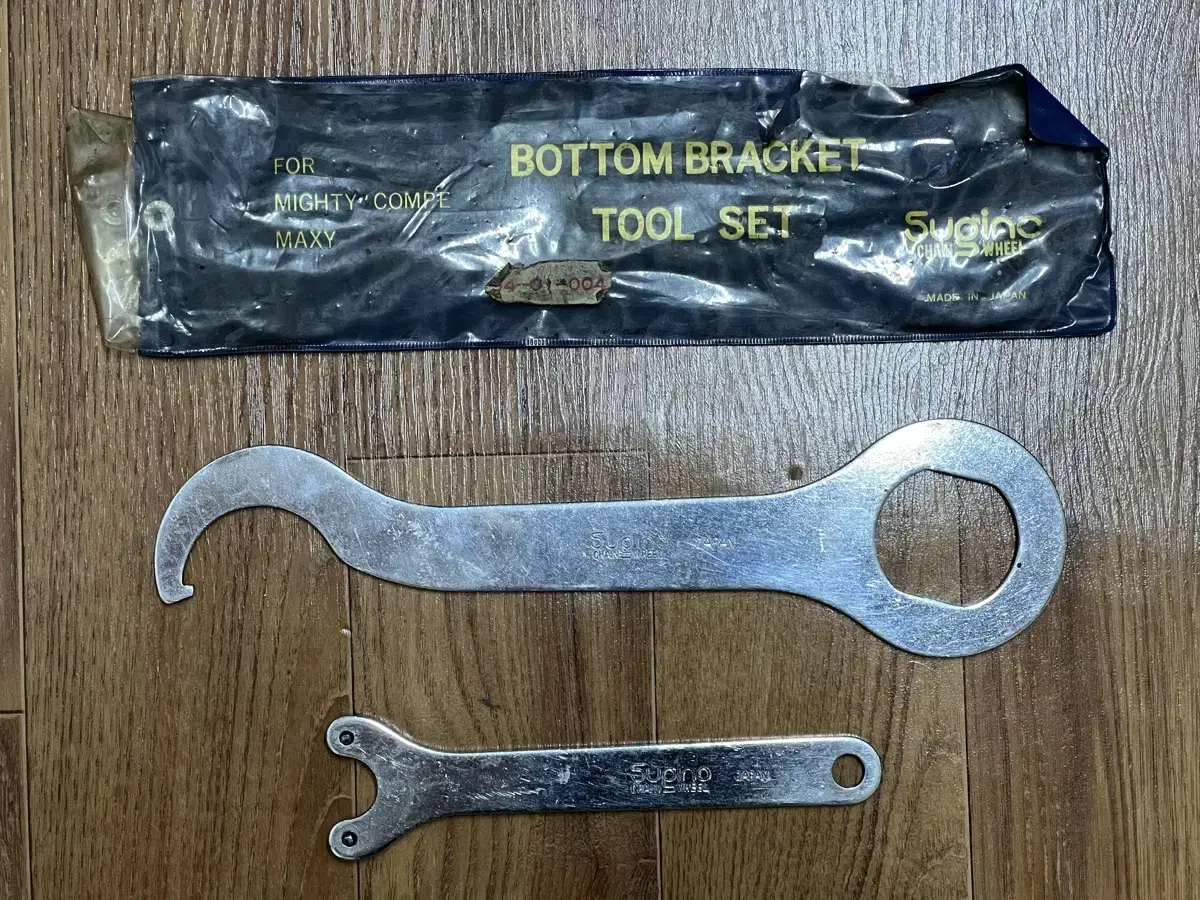 FOR
MIGHTY COMPE
MAXY
BOTTOM BRACKET
TOOL SET
4-01-004
Sugino
CHAIN WHEEL
MADE IN JAPAN
Sugino
CHAIN WHEEL
JAPAN
Sugino
CHAIN WHEEL
JAPAN